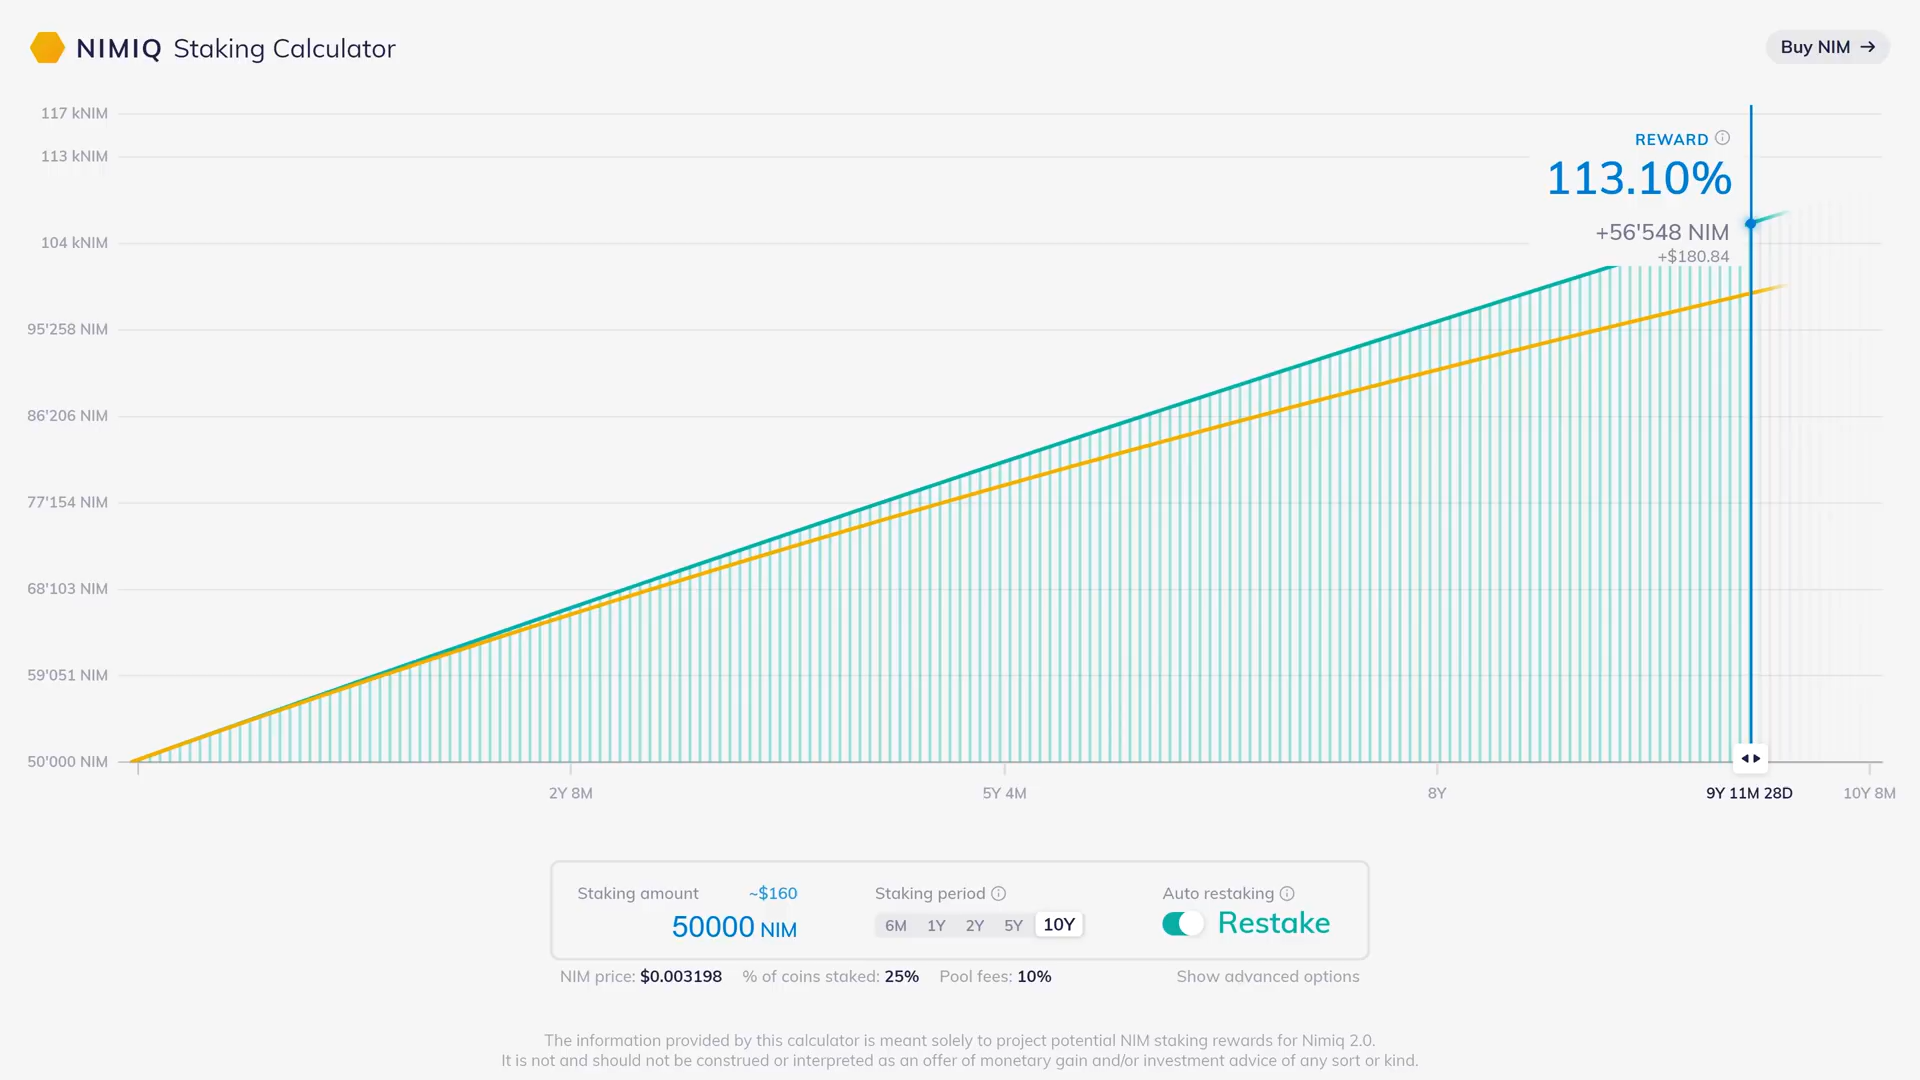 NIMIQ Staking Calculator
Buy NIM →
117 kNIM
113 kNIM
104 kNIM
95'258 NIM
86'206 NIM
77'154 NIM
68'103 NIM
59'051 NIM
50'000 NIM
REWARD
113.10%
+56'548 NIM
+$180.84
2Y 8M
5Y 4M
8Y
9Y 11M 28D
10Y 8M
Staking amount ~$160
50000 NIM
Staking period
6M 1Y 2Y 5Y 10Y
Auto restaking
Restake
NIM price: $0.003198 % of coins staked: 25% Pool fees: 10% Show advanced options
The information provided by this calculator is meant solely to project potential NIM staking rewards for Nimiq 2.0.
It is not and should not be construed or interpreted as an offer of monetary gain and/or investment advice of any sort or kind.